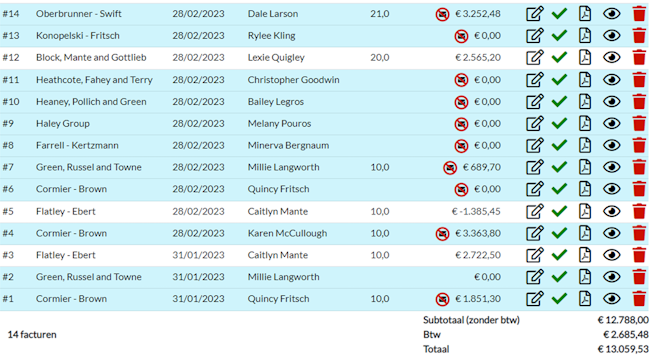 #14 Oberbrunner - Swift 28/02/2023 Dale Larson 21,0 € 3.252,48
#13 Konopelski - Fritsch 28/02/2023 Rylee Kling € 0,00
#12 Block, Mante and Gottlieb 28/02/2023 Lexie Quigley 20,0 € 2.565,20
#11 Heathcote, Fahey and Terry 28/02/2023 Christopher Goodwin € 0,00
#10 Heaney, Pollich and Green 28/02/2023 Bailey Legros € 0,00
#9 Haley Group 28/02/2023 Melany Pouros € 0,00
#8 Farrell - Kertzmann 28/02/2023 Minerva Bergnaum € 0,00
#7 Green, Russel and Towne 28/02/2023 Millie Langworth 10,0 € 689,70
#6 Cormier - Brown 28/02/2023 Quincy Fritsch € 0,00
#5 Flatley - Ebert 28/02/2023 Caitlyn Mante 10,0 € -1.385,45
#4 Cormier - Brown 28/02/2023 Karen McCullough 10,0 € 3.363,80
#3 Flatley - Ebert 31/01/2023 Caitlyn Mante 10,0 € 2.722,50
#2 Green, Russel and Towne 31/01/2023 Millie Langworth € 0,00
#1 Cormier - Brown 31/01/2023 Quincy Fritsch 10,0 € 1.851,30
Subtotaal (zonder btw) € 12.788,00
14 facturen Btw € 2.685,48
Totaal € 13.059,53